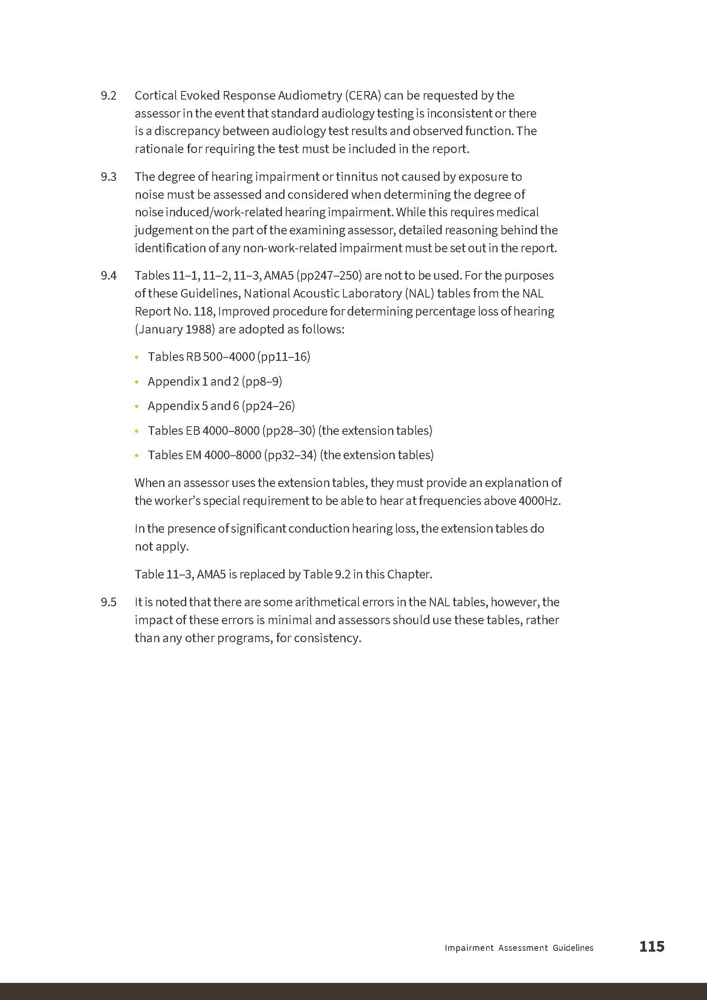 9.2 Cortical Evoked Response Audiometry (CERA) can be requested by the
assessor in the event that standard audiology testing is inconsistent or there
is a discrepancy between audiology test results and observed function. The
rationale for requiring the test must be included in the report.
9.3 The degree of hearing impairment or tinnitus not caused by exposure to
noise must be assessed and considered when determining the degree of
noise induced/work-related hearing impairment. While this requires medical
judgement on the part of the examining assessor, detailed reasoning behind the
identification of any non-work-related impairment must be set out in the report.
9.4 Tables 11–1, 11–2, 11–3, AMA5 (pp247–250) are not to be used. For the purposes
of these Guidelines, National Acoustic Laboratory (NAL) tables from the NAL
Report No. 118, Improved procedure for determining percentage loss of hearing
(January 1988) are adopted as follows:
• Tables RB 500–4000 (pp11–16)
• Appendix 1 and 2 (pp8–9)
• Appendix 5 and 6 (pp24–26)
• Tables EB 4000–8000 (pp28–30) (the extension tables)
• Tables EM 4000–8000 (pp32–34) (the extension tables)
When an assessor uses the extension tables, they must provide an explanation of
the worker’s special requirement to be able to hear at frequencies above 4000Hz.
In the presence of significant conduction hearing loss, the extension tables do
not apply.
Table 11–3, AMA5 is replaced by Table 9.2 in this Chapter.
9.5 It is noted that there are some arithmetical errors in the NAL tables, however, the
impact of these errors is minimal and assessors should use these tables, rather
than any other programs, for consistency.
Impairment Assessment Guidelines 115